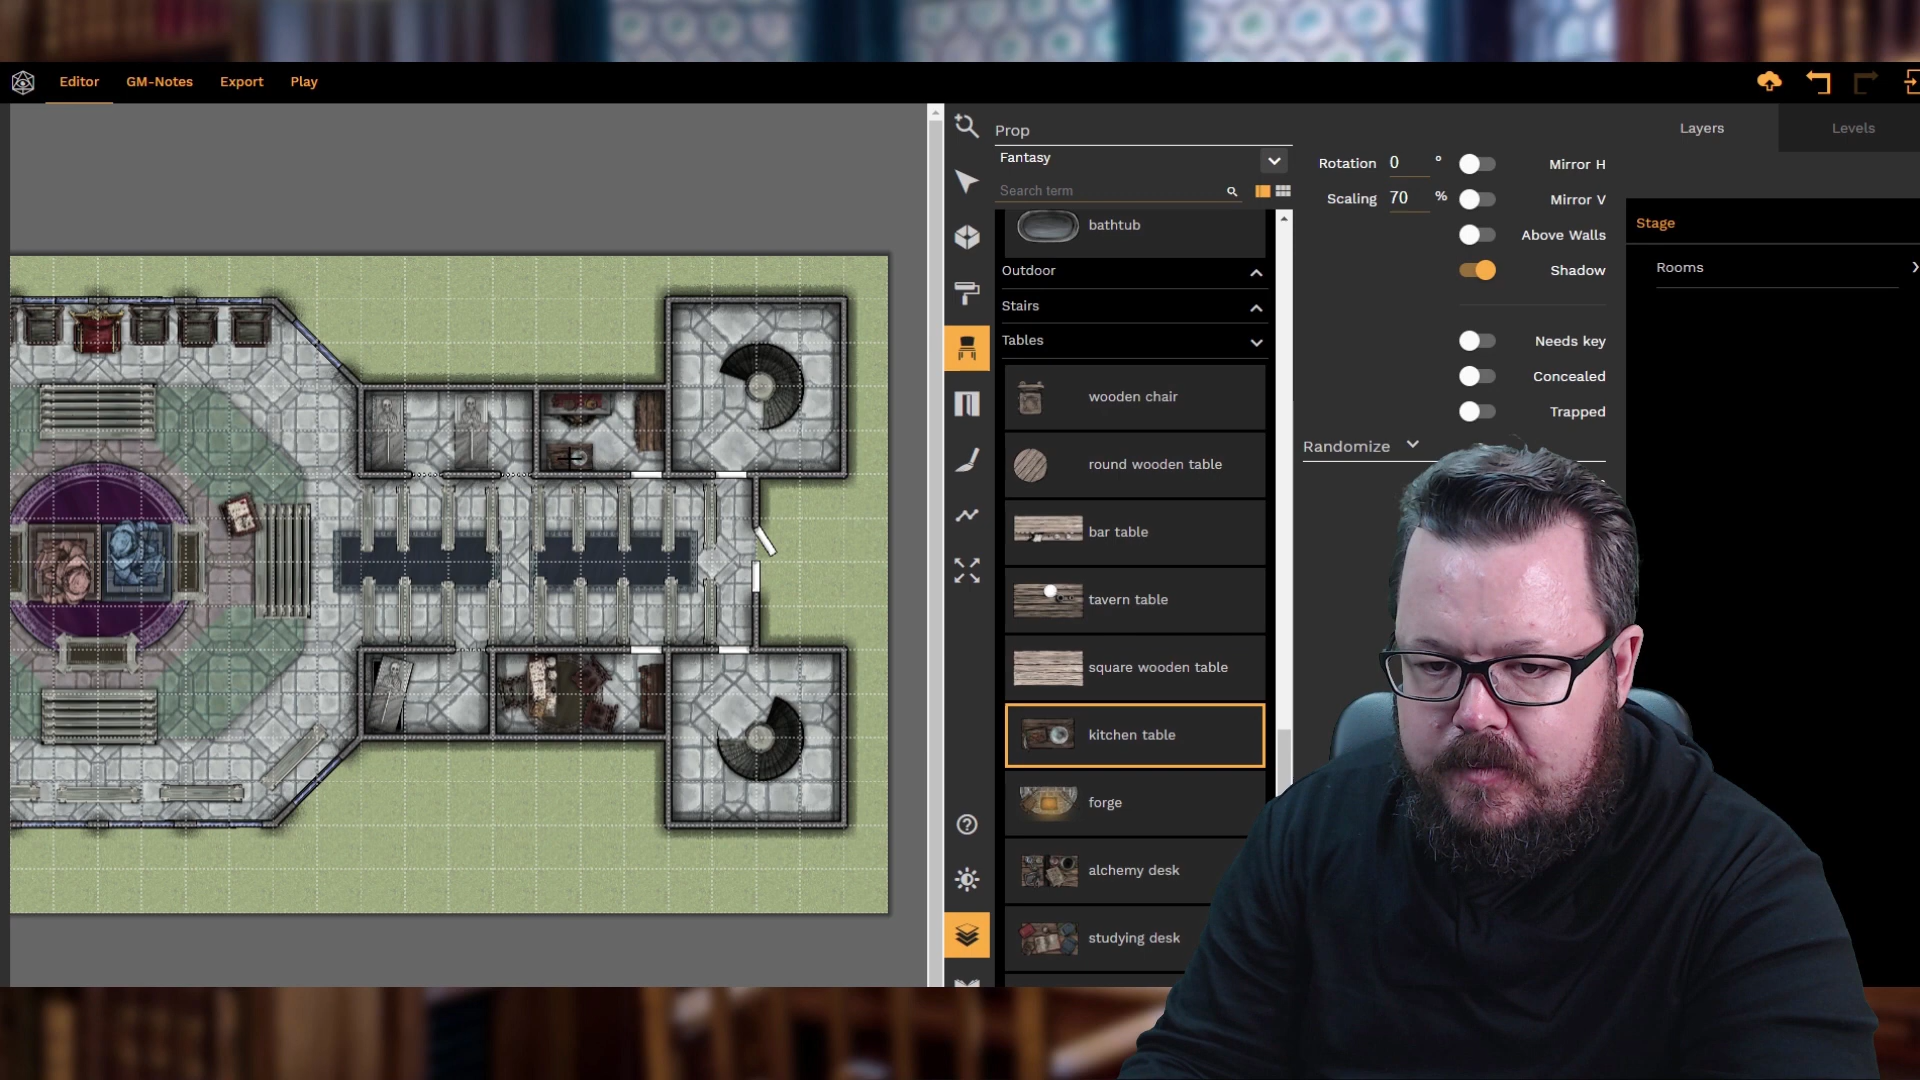 Editor GM-Notes Export Play
Prop
Fantasy
Search term
bathtub
Outdoor
Stairs
Tables
wooden chair
round wooden table
bar table
tavern table
square wooden table
kitchen table
forge
alchemy desk
studying desk
Rotation 0 ° Mirror H
Scaling 70 % Mirror V
Above Walls
Shadow
Needs key
Concealed
Trapped
Randomize
Layers Levels
Stage
Rooms